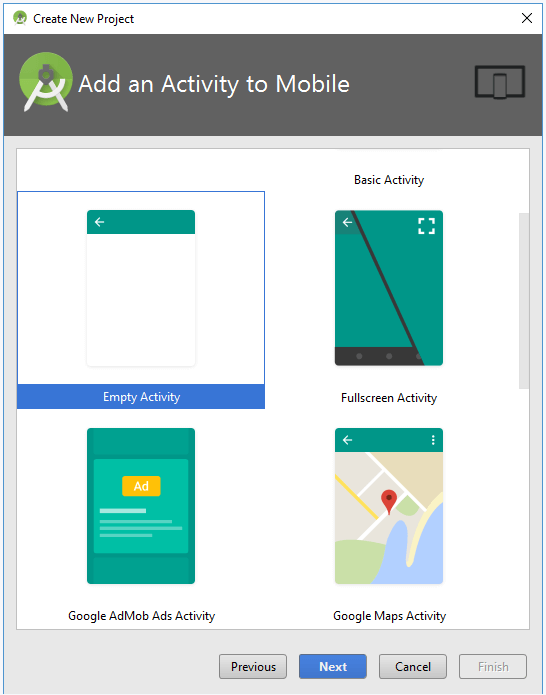 Create New Project
Add an Activity to Mobile
Basic Activity
Empty Activity
Fullscreen Activity
Ad
Google AdMob Ads Activity
Google Maps Activity
Previous
Next
Cancel
Finish